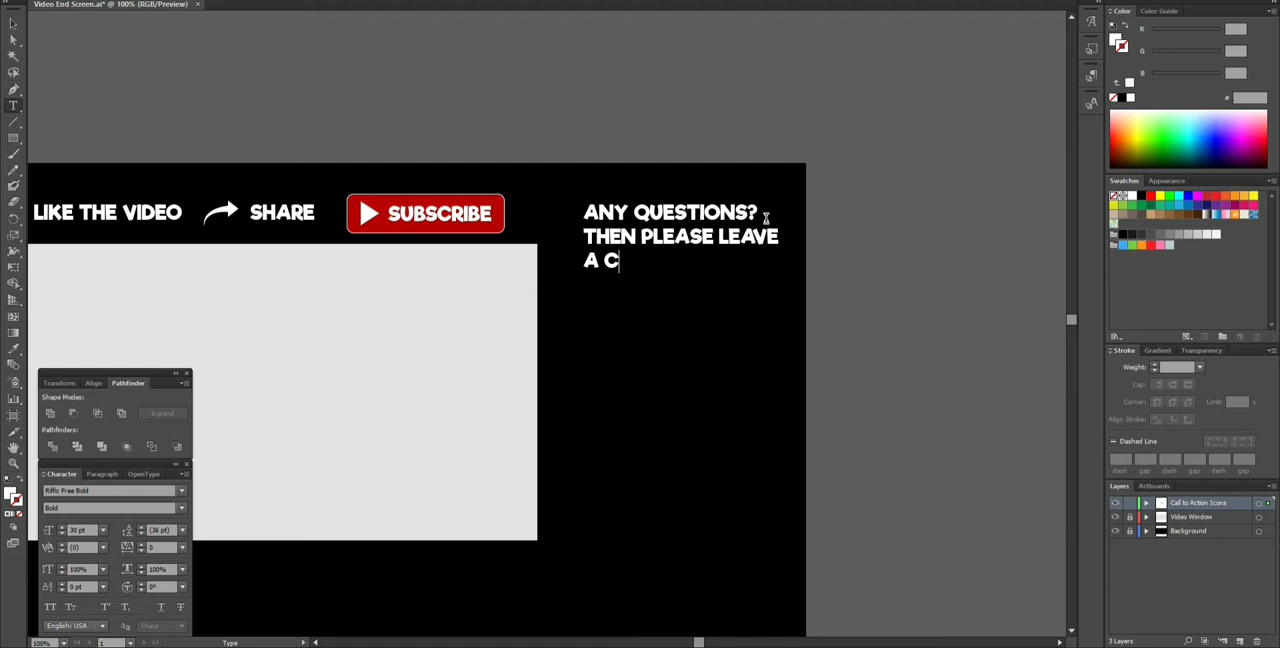 Video End Screen.ai* @ 100% (RGB/Preview)
Color
Color Guide
R
G
B
#
LIKE THE VIDEO
SHARE
SUBSCRIBE
ANY QUESTIONS?
THEN PLEASE LEAVE
A C
Swatches
Appearance
Stroke
Gradient
Transparency
Weight:
Cap:
Corner:
Limit:
x
Align Stroke:
Dashed Line
dash
gap
dash
gap
dash
gap
Transform
Align
Pathfinder
Shape Modes:
Expand
Pathfinders:
Character
Paragraph
OpenType
Riffic Free Bold
Bold
30 pt
(36 pt)
(0)
0
100%
100%
0 pt
0°
English: USA
Sharp
Layers
Artboards
Call to Action Icons
Video Window
Background
3 Layers
100%
1
Type